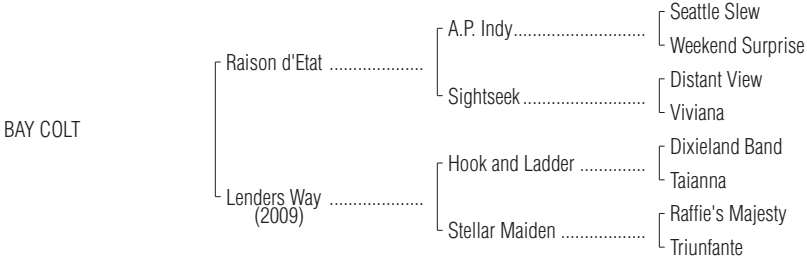 Seattle Slew
A.P. Indy............................
Weekend Surprise
Raison d'Etat ....................
Distant View
Sightseek..........................
Viviana
BAY COLT
Dixieland Band
Hook and Ladder ..............
Taianna
Lenders Way ....................
(2009)
Raffie's Majesty
Stellar Maiden ..................
Triunfante